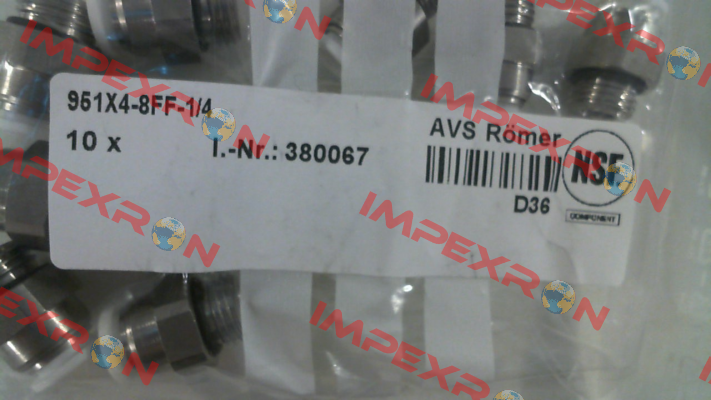 IMPEXRON
951X4-8FF-1/4
10 x
I.-Nr.: 380067
AVS Römer
NSF
D36
COMPONENT
IMPEXRON
IMPEXRON
IMPEXRON
IMPEXRON
IMPEXRON